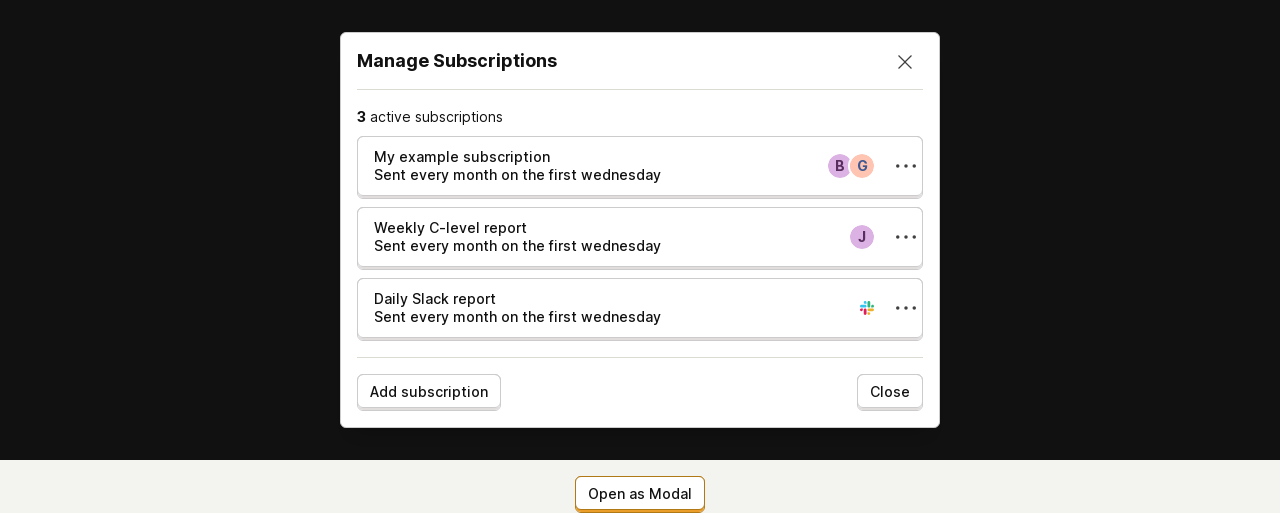 Manage Subscriptions
3 active subscriptions
My example subscription
Sent every month on the first wednesday
B G
Weekly C-level report
Sent every month on the first wednesday
J
Daily Slack report
Sent every month on the first wednesday
Add subscription
Close
Open as Modal